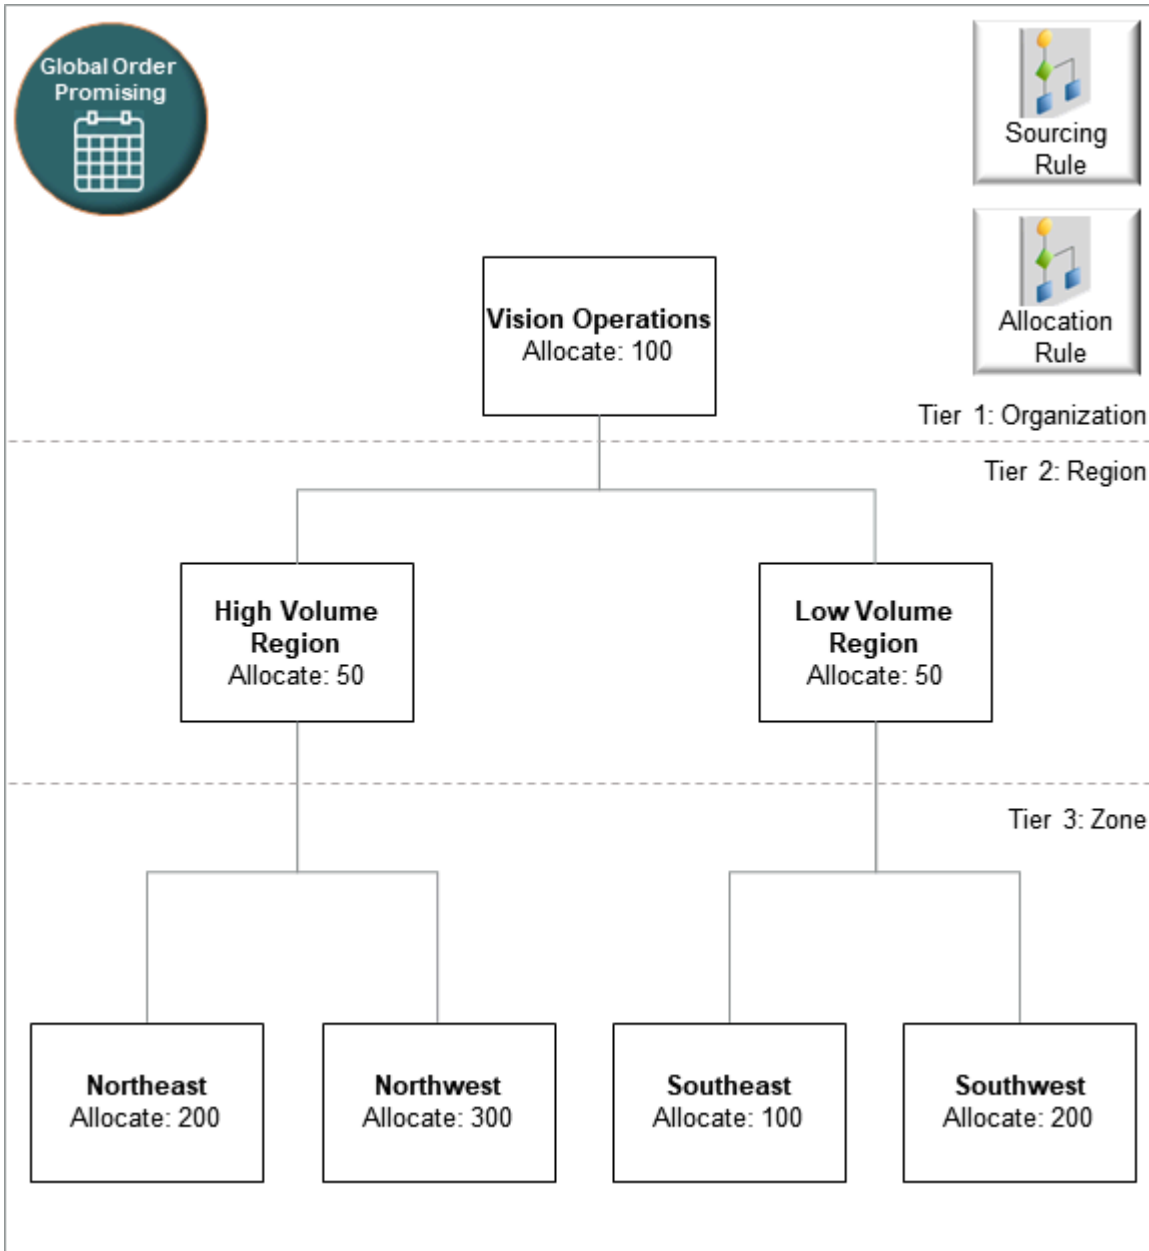 Global Order
Promising
Sourcing
Rule
Allocation
Rule
Vision Operations
Allocate: 100
Tier 1: Organization
Tier 2: Region
High Volume
Region
Allocate: 50
Low Volume
Region
Allocate: 50
Tier 3: Zone
Northeast
Allocate: 200
Northwest
Allocate: 300
Southeast
Allocate: 100
Southwest
Allocate: 200